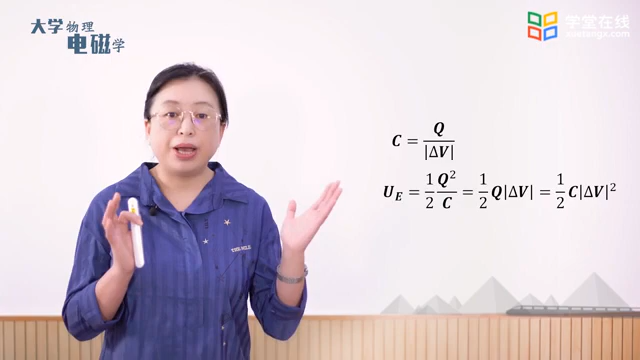 大学物理
电磁学
学堂在线
xuetangx.com
C = Q/|ΔV|
U_E = 1/2 Q²/C = 1/2 Q|ΔV| = 1/2 C|ΔV|²